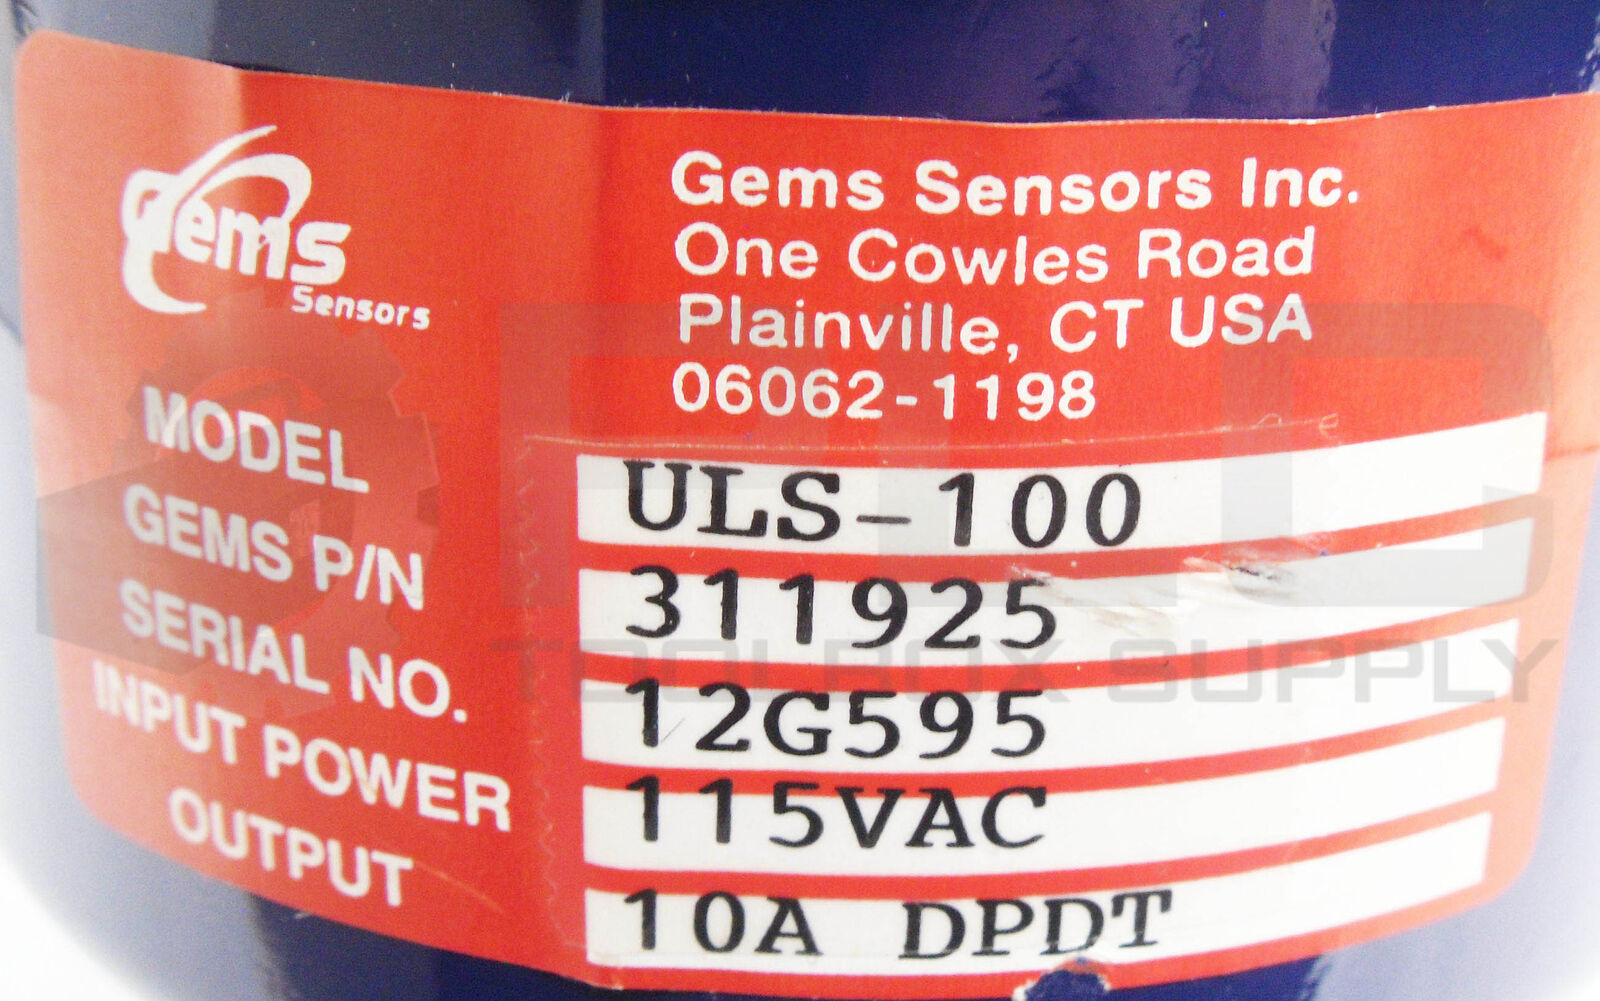 Gems
Sensors
Gems Sensors Inc.
One Cowles Road
Plainville, CT USA
06062-1198
MODEL ULS-100
GEMS P/N 311925
SERIAL NO. 12G595
INPUT POWER 115VAC
OUTPUT 10A DPDT
TOOLBOX SUPPLY